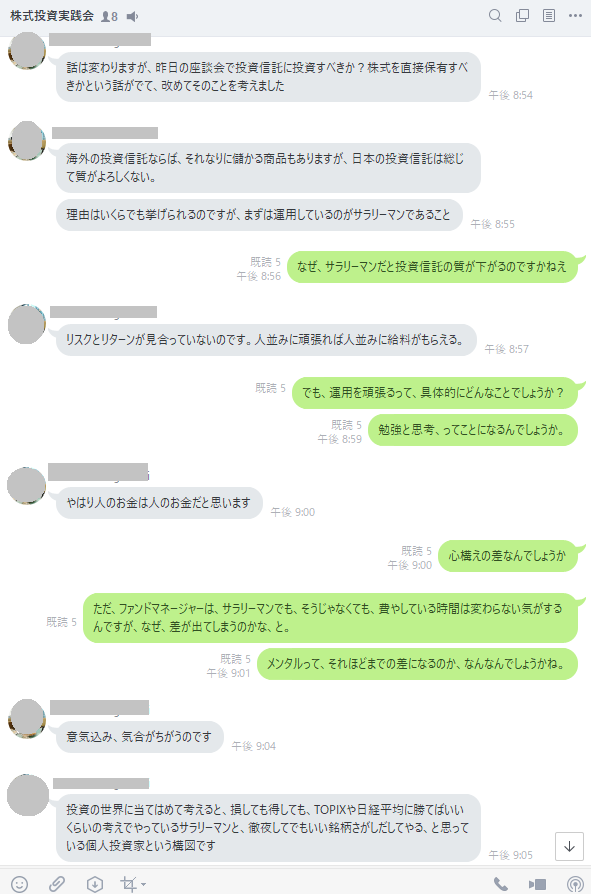 株式投資実践会 8
話は変わりますが、昨日の座談会で投資信託に投資すべきか？株式を直接保有すべ
きかという話がでて、改めてそのことを考えました
午後 8:54
海外の投資信託ならば、それなりに儲かる商品もありますが、日本の投資信託は総じ
て質がよろしくない。
理由はいくらでも挙げられるのですが、まずは運用しているのがサラリーマンであること
午後 8:55
既読 5
午後 8:56
なぜ、サラリーマンだと投資信託の質が下がるのですかねえ
リスクとリターンが見合っていないのです。人並みに頑張れば人並みに給料がもらえる。
午後 8:57
既読 5
でも、運用を頑張るって、具体的にどんなことでしょうか？
既読 5
午後 8:59
勉強と思考、ってことになるんでしょうか。
やはり人のお金は人のお金だと思います
午後 9:00
既読 5
午後 9:00
心構えの差なんでしょうか
既読 5
ただ、ファンドマネージャーは、サラリーマンでも、そうじゃなくても、費やしている時間は変わらない気がする
んですが、なぜ、差が出てしまうのかな、と。
既読 5
午後 9:01
メンタルって、それほどまでの差になるのか、なんなんでしょうかね。
意気込み、気合がちがうのです
午後 9:04
投資の世界に当てはめて考えると、損しても得しても、TOPIXや日経平均に勝てばいい
くらいの考えでやっているサラリーマンと、徹夜してでもいい銘柄さがしだしてやる、と思って
いる個人投資家という構図です
午後 9:05